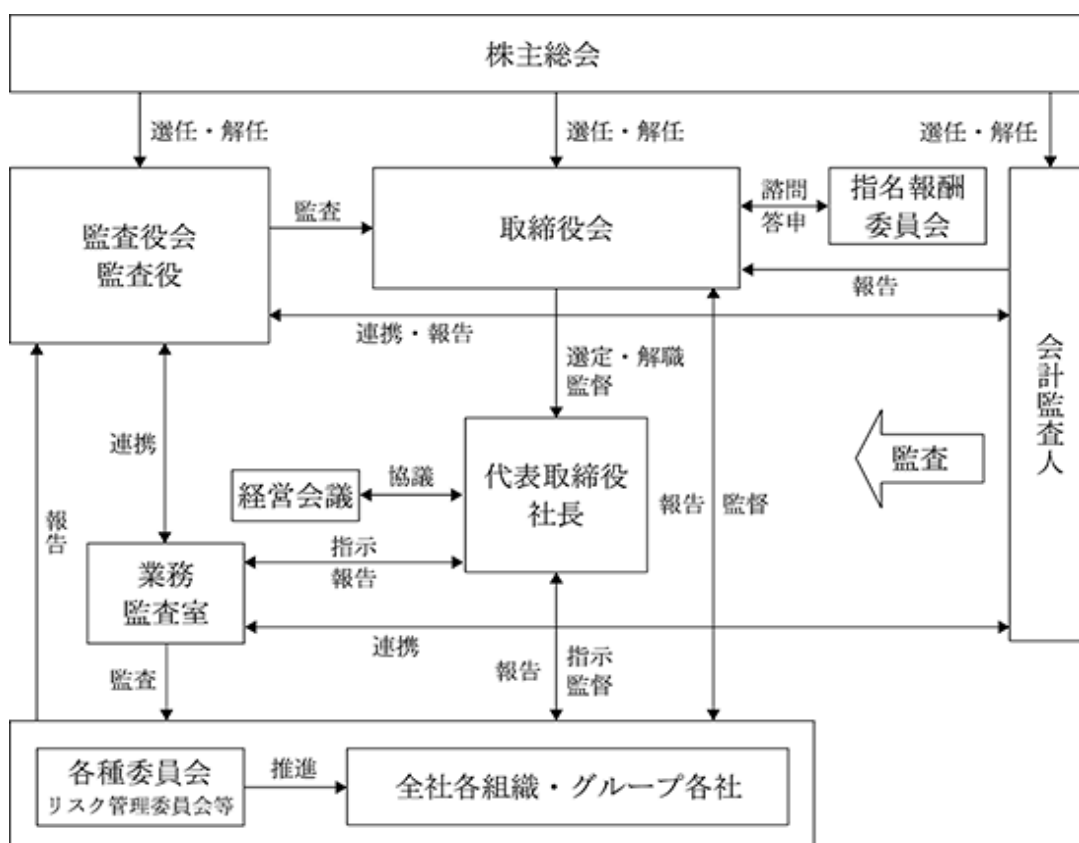 株主総会
選任・解任
選任・解任
選任・解任
監査役会
監査役
監査
取締役会
諮問
答申
指名報酬
委員会
報告
連携・報告
選定・解職
監督
会計監査人
連携
経営会議
協議
代表取締役
社長
報告
監督
監査
報告
業務
監査室
指示
報告
連携
監査
報告
指示
監督
各種委員会
リスク管理委員会等
推進
全社各組織・グループ各社